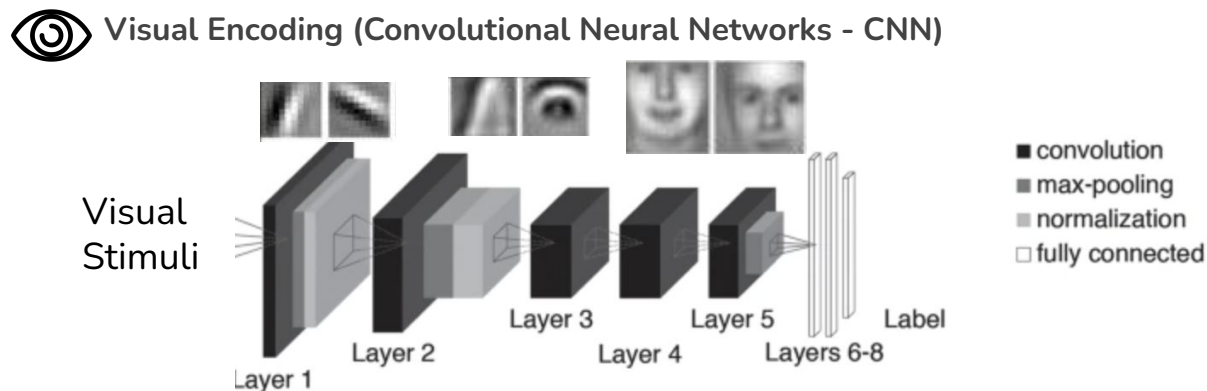 Visual Encoding (Convolutional Neural Networks - CNN)
Visual
Stimuli
Layer 1
Layer 2
Layer 3
Layer 4
Layer 5
Layers 6-8
Label
convolution
max-pooling
normalization
fully connected